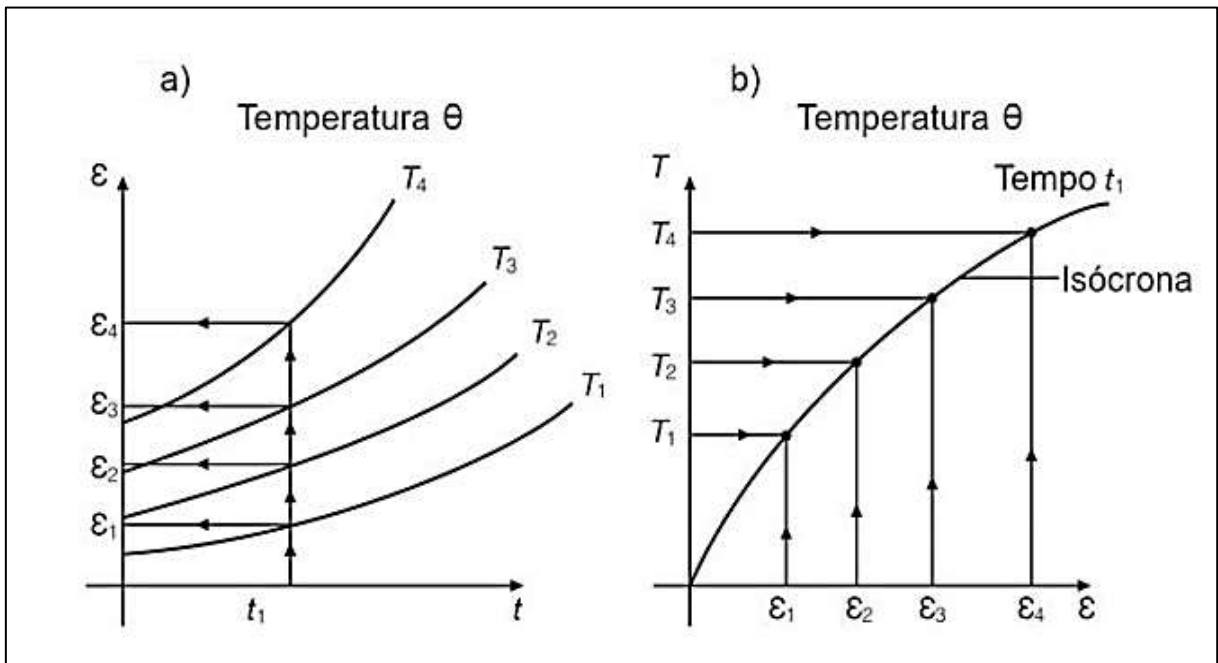 a)
Temperatura θ
ε
T₄
T₃
T₂
T₁
ε₄
ε₃
ε₂
ε₁
t₁
t
b)
Temperatura θ
T
Tempo t₁
T₄
T₃
Isócrona
T₂
T₁
ε₁ ε₂ ε₃ ε₄ ε